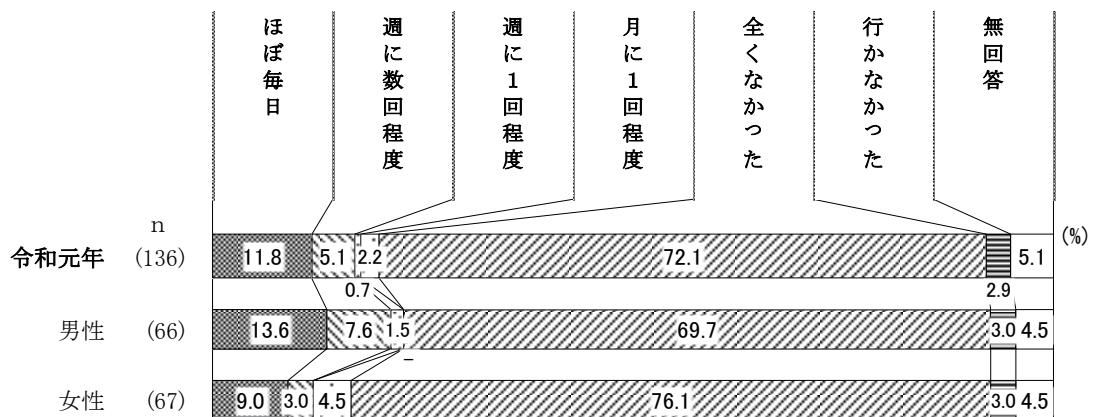 ほぼ毎日
週に数回程度
週に1回程度
月に1回程度
全くなかった
行かなかった
無回答
(%)
n
令和元年 (136) 11.8 5.1 2.2 72.1 5.1
0.7 2.9
男性 (66) 13.6 7.6 1.5 69.7 3.0 4.5
–
女性 (67) 9.0 3.0 4.5 76.1 3.0 4.5